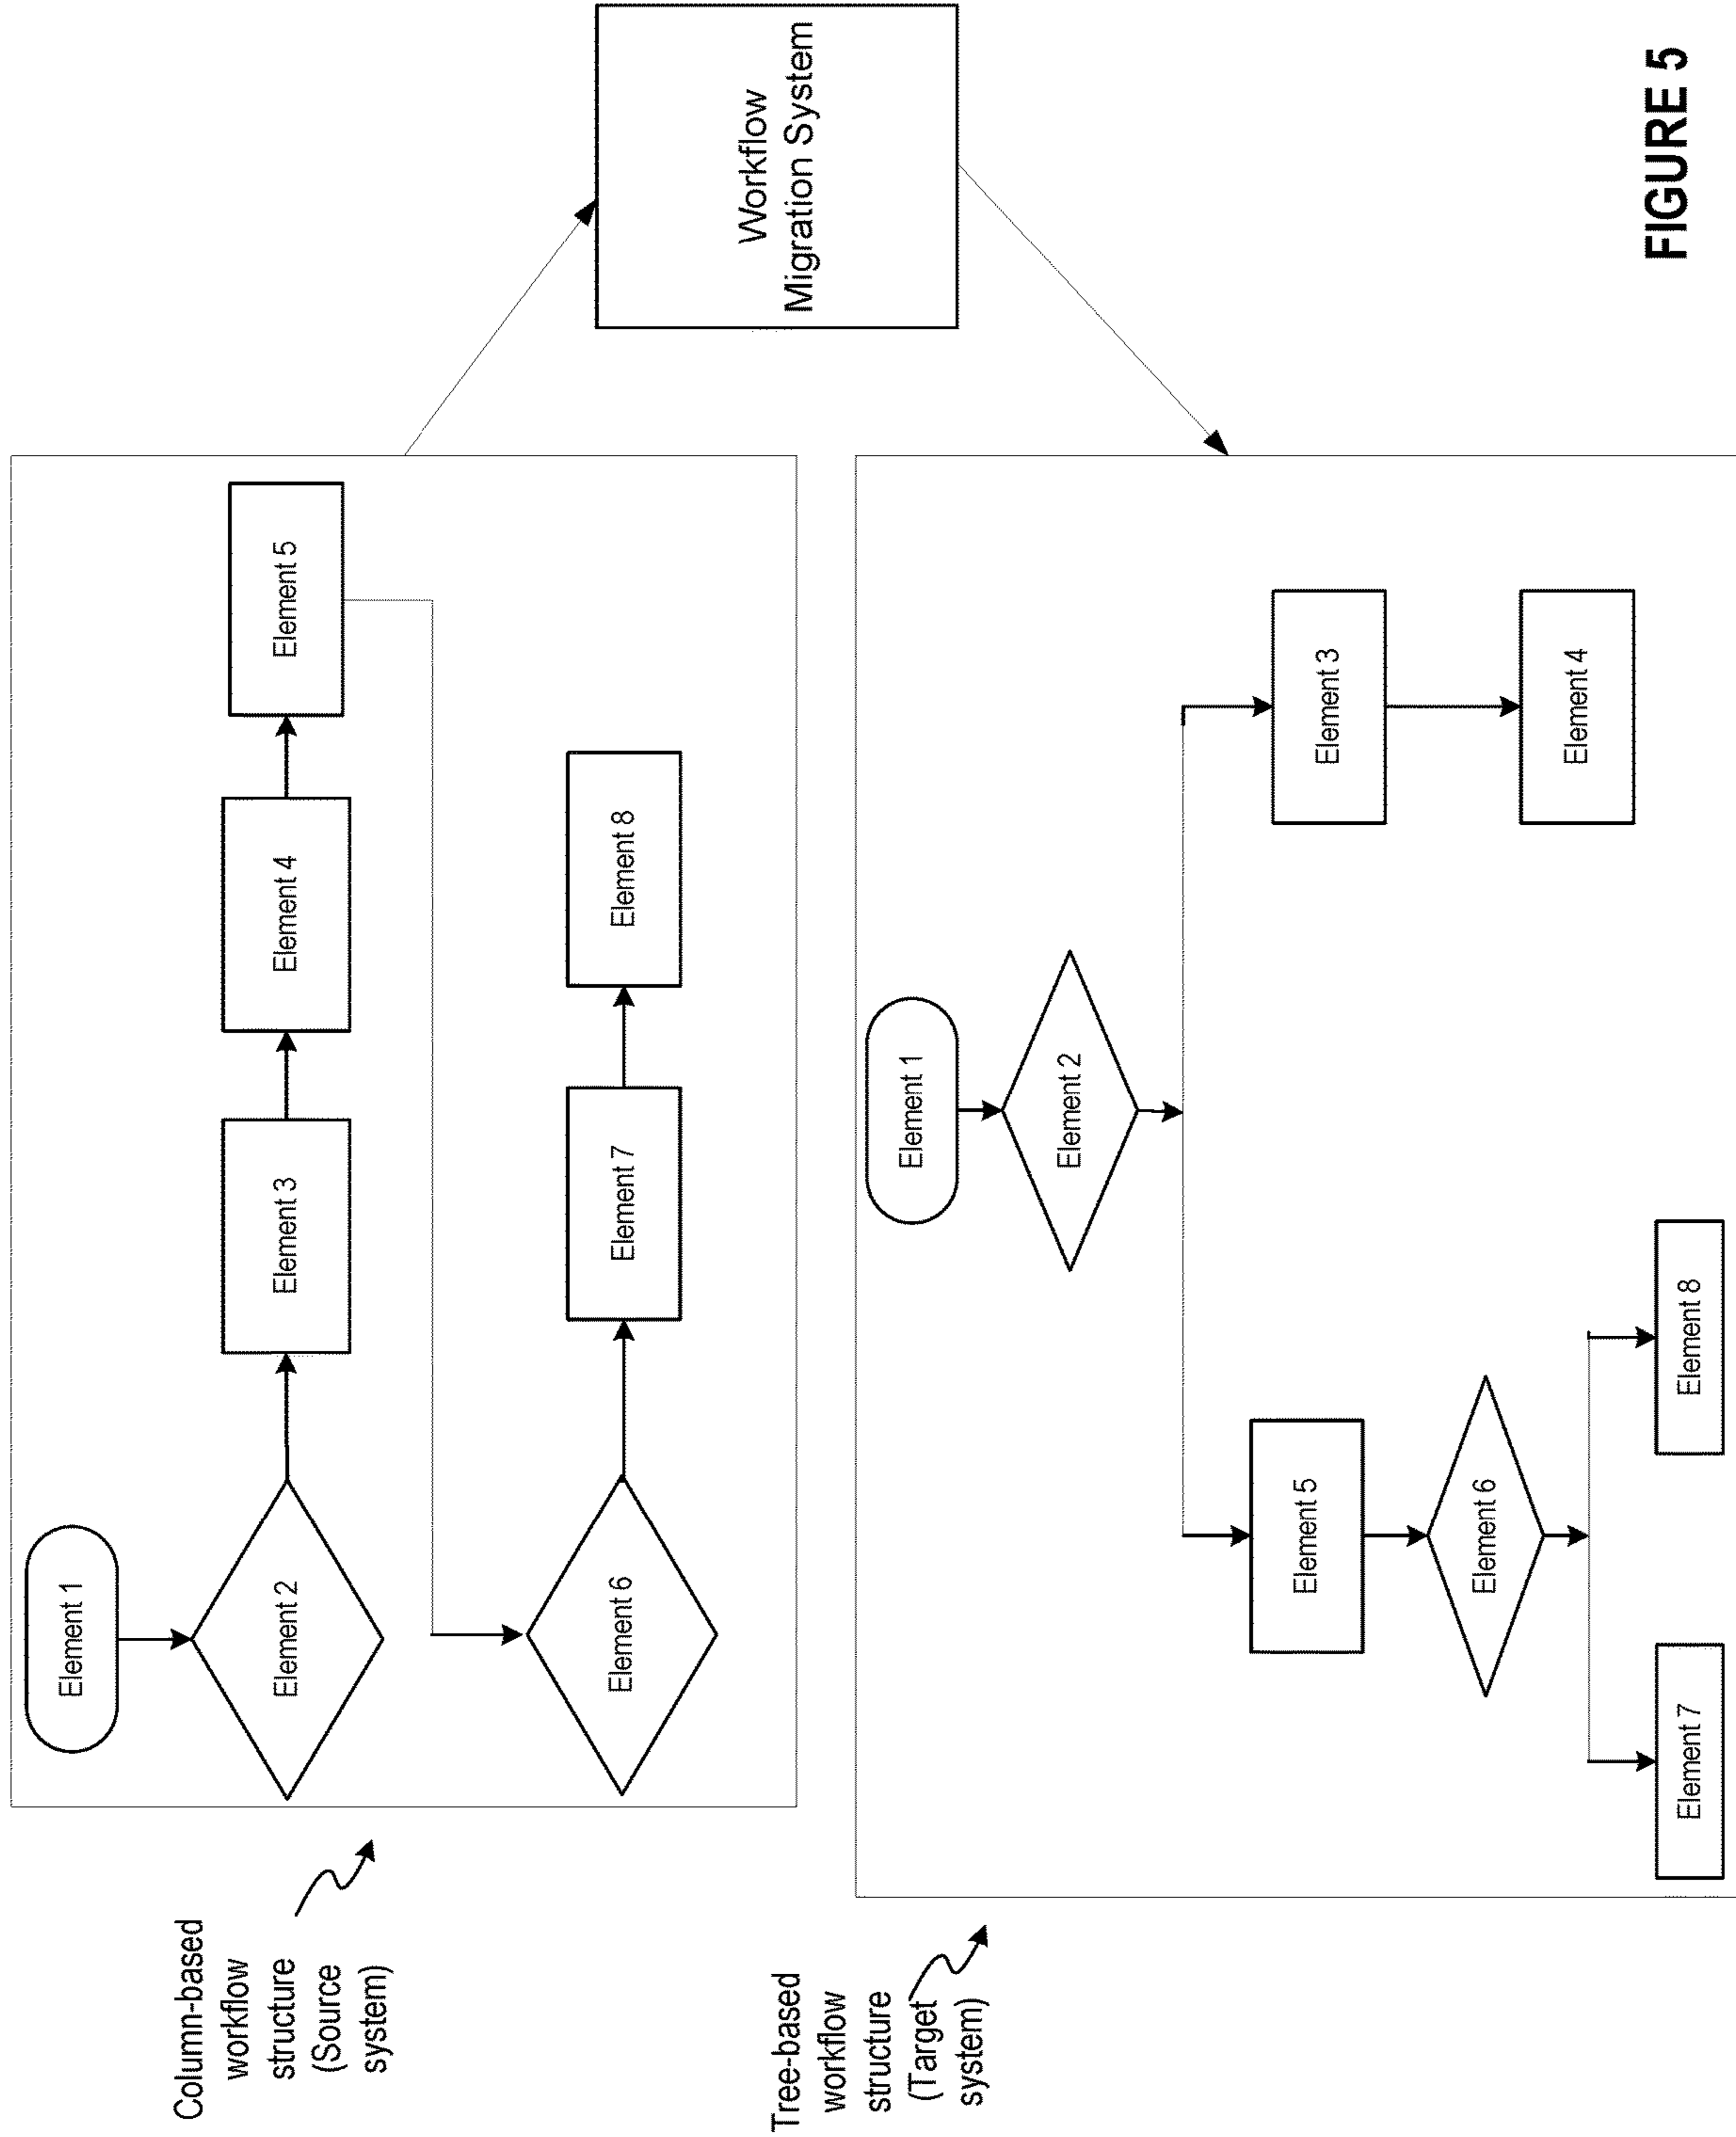 Column-based
workflow
structure
(Source
system)
Element 1
Element 2
Element 3
Element 4
Element 5
Element 6
Element 7
Element 8
Workflow
Migration System
Tree-based
workflow
structure
(Target
system)
Element 1
Element 2
Element 5
Element 3
Element 6
Element 4
Element 7
Element 8
FIGURE 5